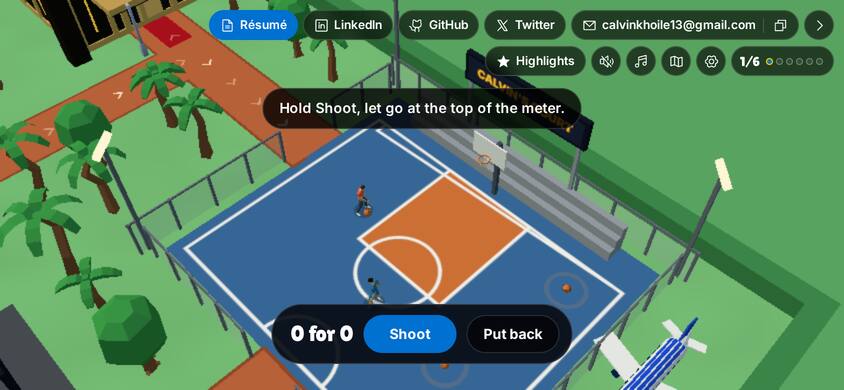 Résumé
LinkedIn
GitHub
Twitter
calvinkhoile13@gmail.com
Highlights
1/6
Hold Shoot, let go at the top of the meter.
0 for 0
Shoot
Put back